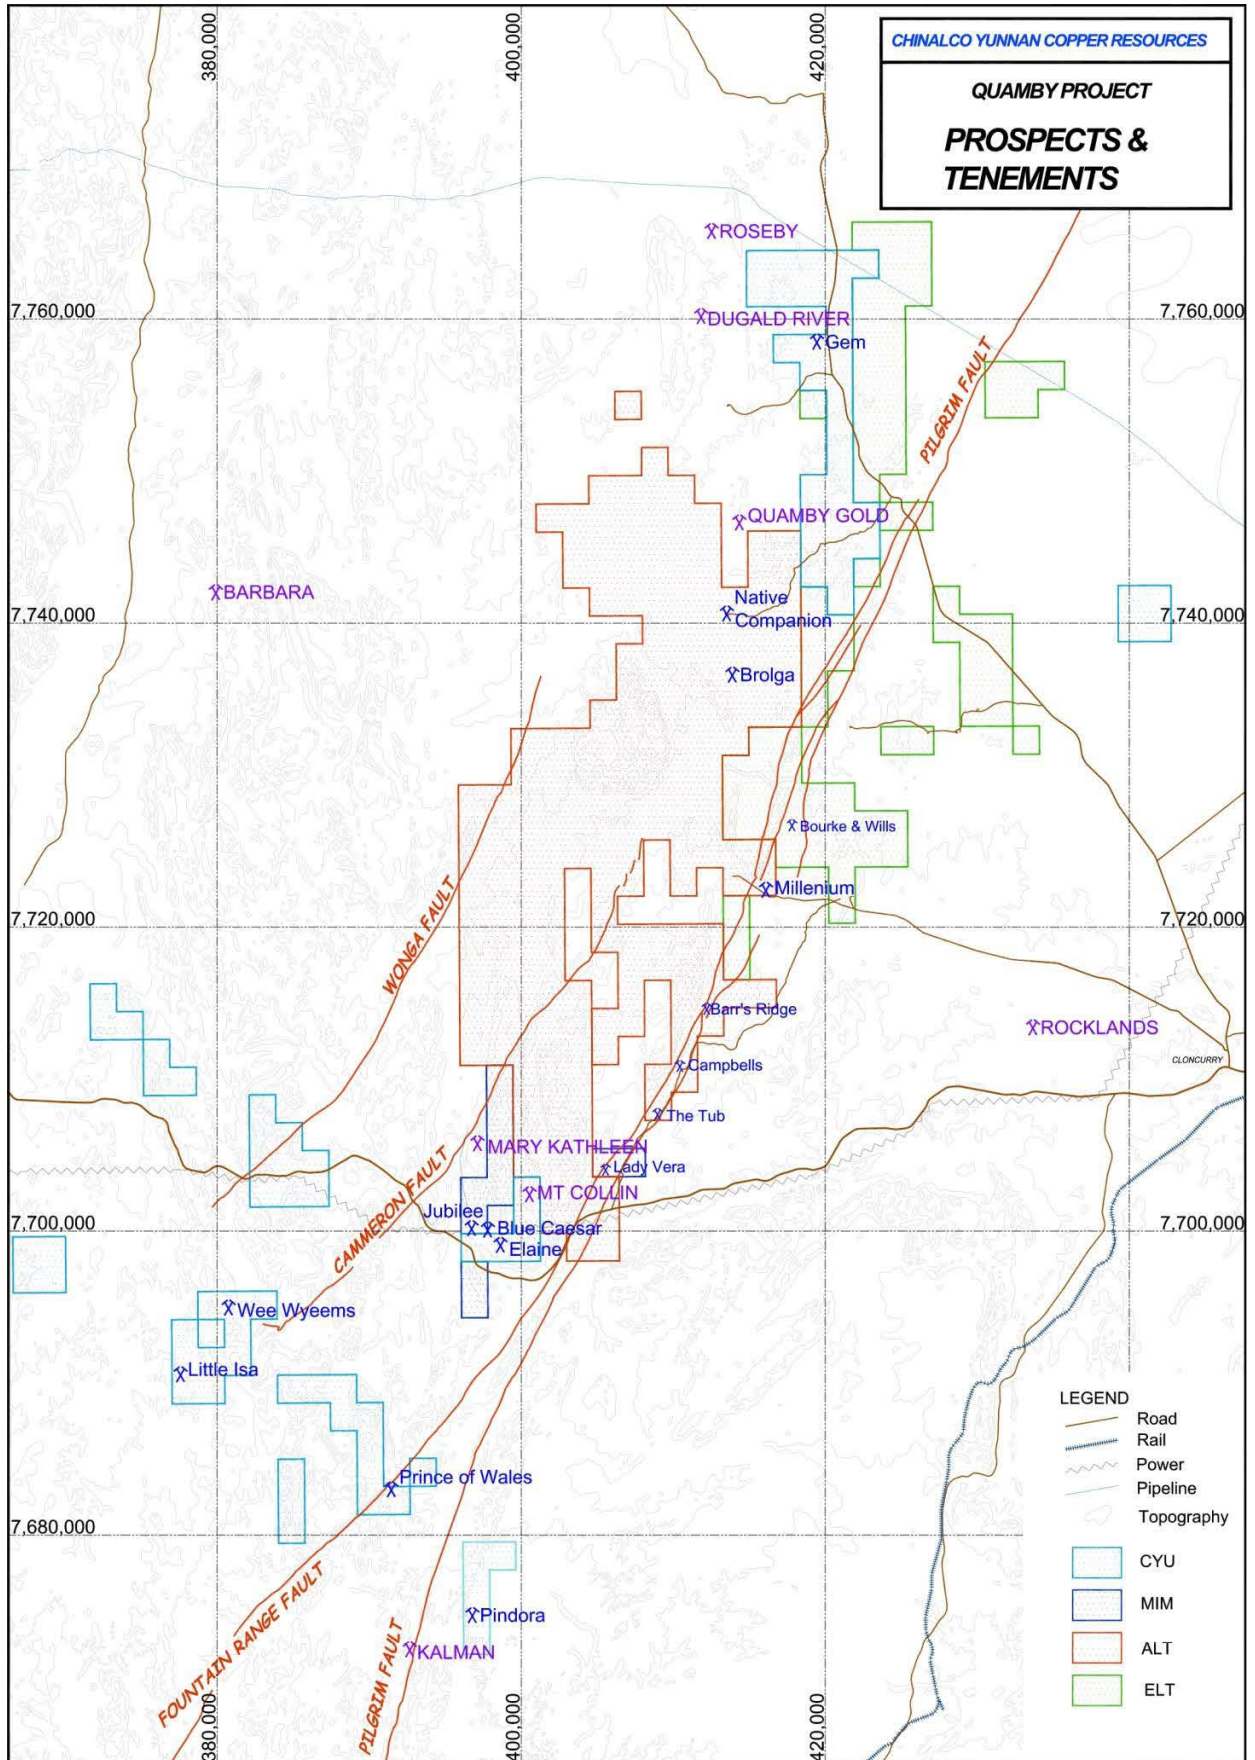 380,000
400,000
420,000
CHINALCO YUNNAN COPPER RESOURCES
QUAMBY PROJECT
PROSPECTS &
TENEMENTS
ROSEBY
7,760,000
DUGALD RIVER
7,760,000
Gem
PILGRIM FAULT
QUAMBY GOLD
BARBARA
Native
Companion
7,740,000
7,740,000
Brolga
Bourke & Wills
Millenium
WONGA FAULT
7,720,000
7,720,000
Barr's Ridge
ROCKLANDS
CLONCURRY
Campbells
The Tub
MARY KATHLEEN
Lady Vera
CAMMERON FAULT
MT COLLIN
Jubilee
Blue Caesar
7,700,000
7,700,000
Elaine
Wee Wyeems
Little Isa
LEGEND
Road
Rail
Power
Pipeline
Topography
CYU
MIM
ALT
ELT
Prince of Wales
7,680,000
FOUNTAIN RANGE FAULT
Pindora
KALMAN
PILGRIM FAULT
380,000
400,000
420,000